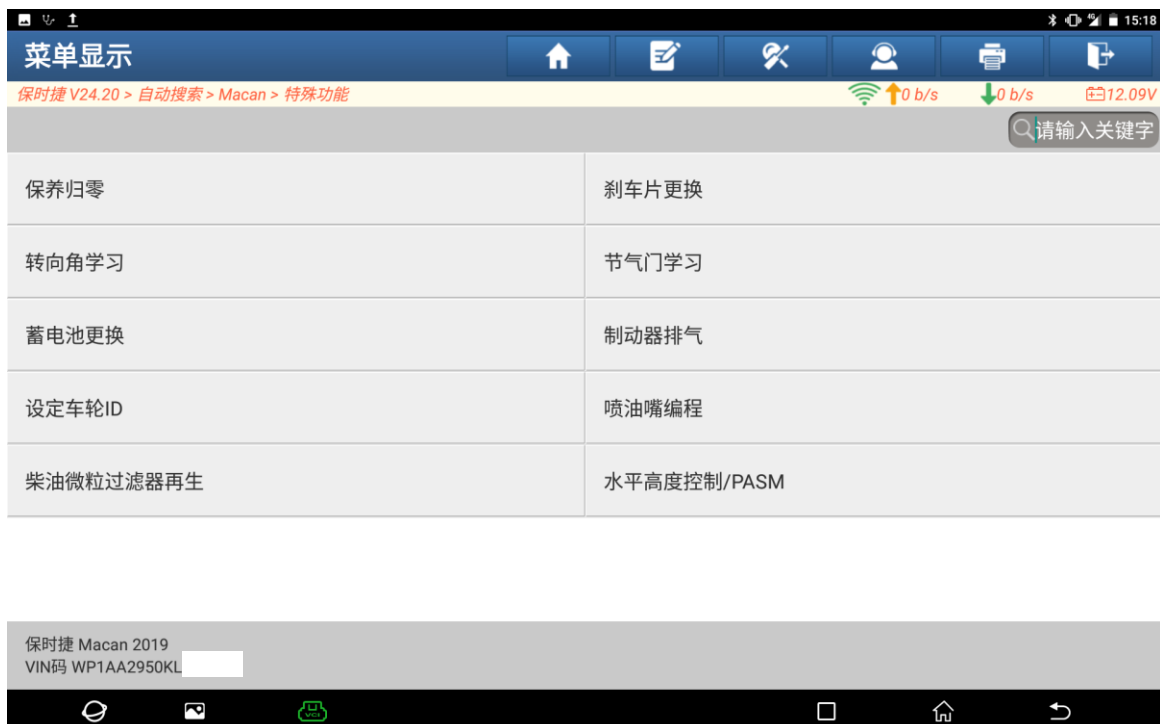 4G 15:18
菜单显示
保时捷 V24.20 > 自动搜索 > Macan > 特殊功能 0 b/s 0 b/s 12.09V
请输入关键字
保养归零 刹车片更换
转向角学习 节气门学习
蓄电池更换 制动器排气
设定车轮ID 喷油嘴编程
柴油微粒过滤器再生 水平高度控制/PASM
保时捷 Macan 2019
VIN码 WP1AA2950KL
VCI